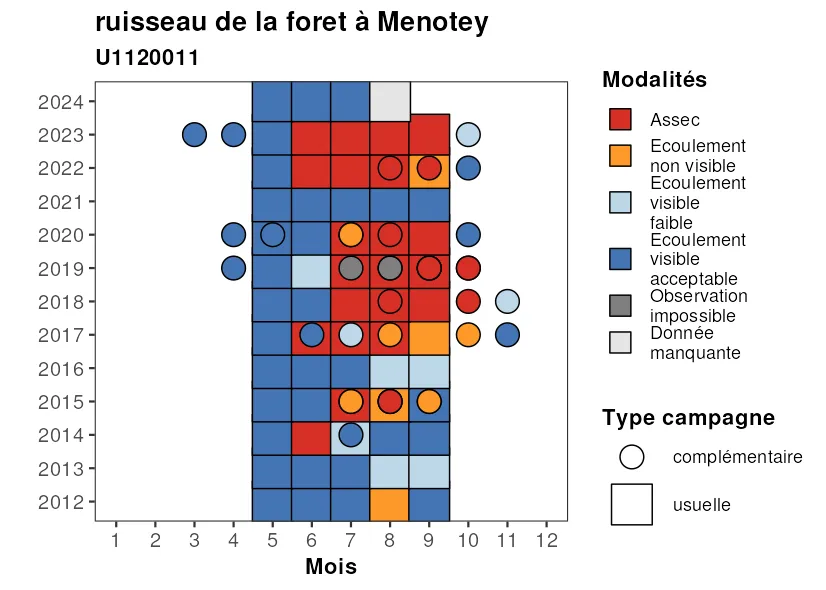 ruisseau de la foret à Menotey
U1120011
2024
2023
2022
2021
2020
2019
2018
2017
2016
2015
2014
2013
2012
1 2 3 4 5 6 7 8 9 10 11 12
Mois
Modalités
Assec
Ecoulement
non visible
Ecoulement
visible
faible
Ecoulement
visible
acceptable
Observation
impossible
Donnée
manquante
Type campagne
complémentaire
usuelle